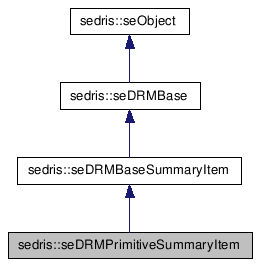 sedris::seObject
sedris::seDRMBase
sedris::seDRMBaseSummaryItem
sedris::seDRMPrimitiveSummaryItem